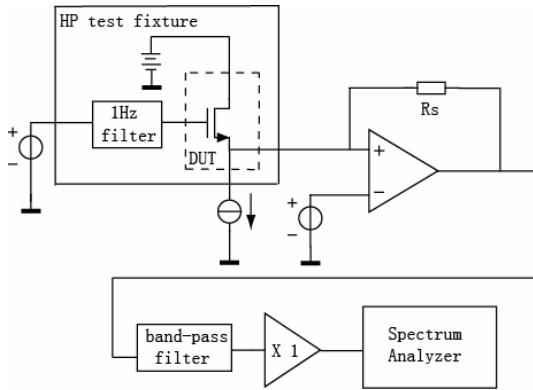 HP test fixture
1Hz
filter
DUT
Rs
+
-
+
-
+
-
band-pass
filter
X 1
Spectrum
Analyzer